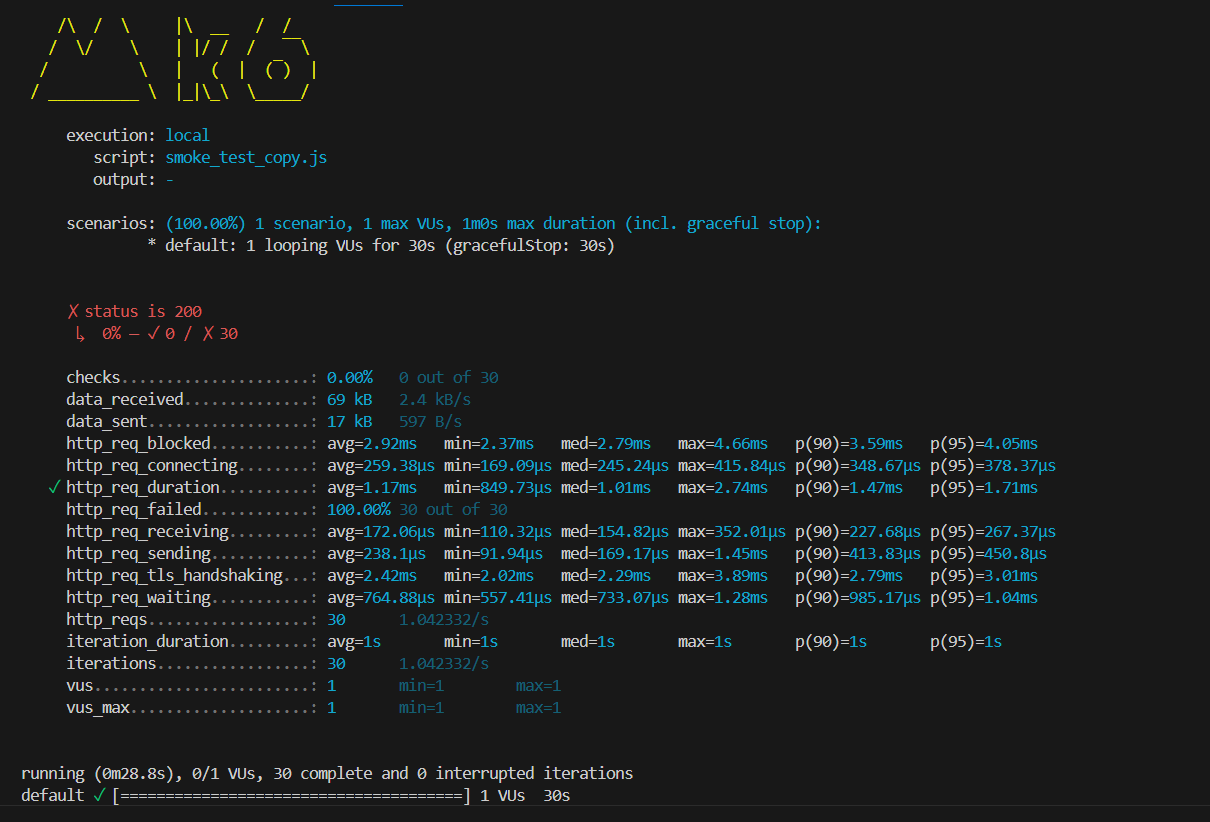 /\  /  \     |\  __   /  /__
/  \/    \    | |/ /  /   _  \
/          \   |   (  |  ( ) |
/ __________ \  |_|\_\  \_____/
execution: local
script: smoke_test_copy.js
output: -
scenarios: (100.00%) 1 scenario, 1 max VUs, 1m0s max duration (incl. graceful stop):
* default: 1 looping VUs for 30s (gracefulStop: 30s)
✗ status is 200
↳  0% — ✓ 0 / ✗ 30
checks.....................: 0.00%   0 out of 30
data_received..............: 69 kB   2.4 kB/s
data_sent..................: 17 kB   597 B/s
http_req_blocked...........: avg=2.92ms   min=2.37ms   med=2.79ms   max=4.66ms   p(90)=3.59ms   p(95)=4.05ms
http_req_connecting........: avg=259.38µs min=169.09µs med=245.24µs max=415.84µs p(90)=348.67µs p(95)=378.37µs
✓ http_req_duration..........: avg=1.17ms   min=849.73µs med=1.01ms   max=2.74ms   p(90)=1.47ms   p(95)=1.71ms
http_req_failed............: 100.00% 30 out of 30
http_req_receiving.........: avg=172.06µs min=110.32µs med=154.82µs max=352.01µs p(90)=227.68µs p(95)=267.37µs
http_req_sending...........: avg=238.1µs  min=91.94µs  med=169.17µs max=1.45ms   p(90)=413.83µs p(95)=450.8µs
http_req_tls_handshaking...: avg=2.42ms   min=2.02ms   med=2.29ms   max=3.89ms   p(90)=2.79ms   p(95)=3.01ms
http_req_waiting...........: avg=764.88µs min=557.41µs med=733.07µs max=1.28ms   p(90)=985.17µs p(95)=1.04ms
http_reqs..................: 30      1.042332/s
iteration_duration.........: avg=1s       min=1s       med=1s       max=1s       p(90)=1s       p(95)=1s
iterations.................: 30      1.042332/s
vus........................: 1       min=1        max=1
vus_max....................: 1       min=1        max=1
running (0m28.8s), 0/1 VUs, 30 complete and 0 interrupted iterations
default ✓ [======================================] 1 VUs  30s